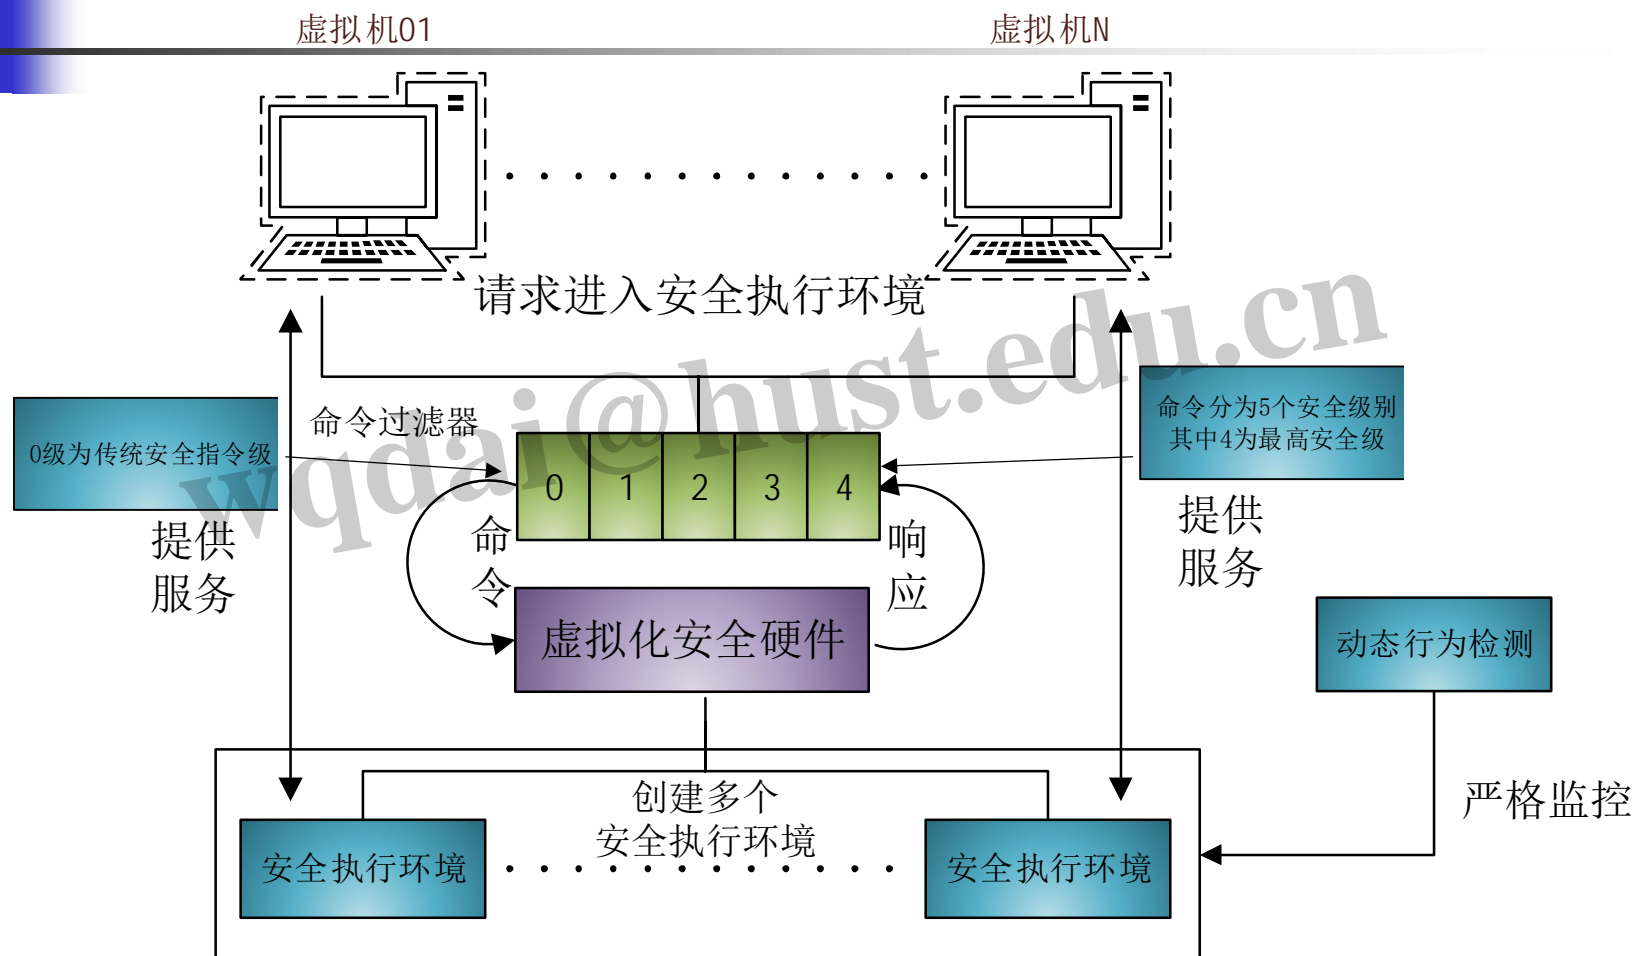 虚拟机01
虚拟机N
请求进入安全执行环境
wqdai@hust.edu.cn
0级为传统安全指令级
命令过滤器
命令分为5个安全级别
其中4为最高安全级
0 1 2 3 4
提供
服务
命
令
响
应
提供
服务
虚拟化安全硬件
动态行为检测
创建多个
安全执行环境
严格监控
安全执行环境
安全执行环境